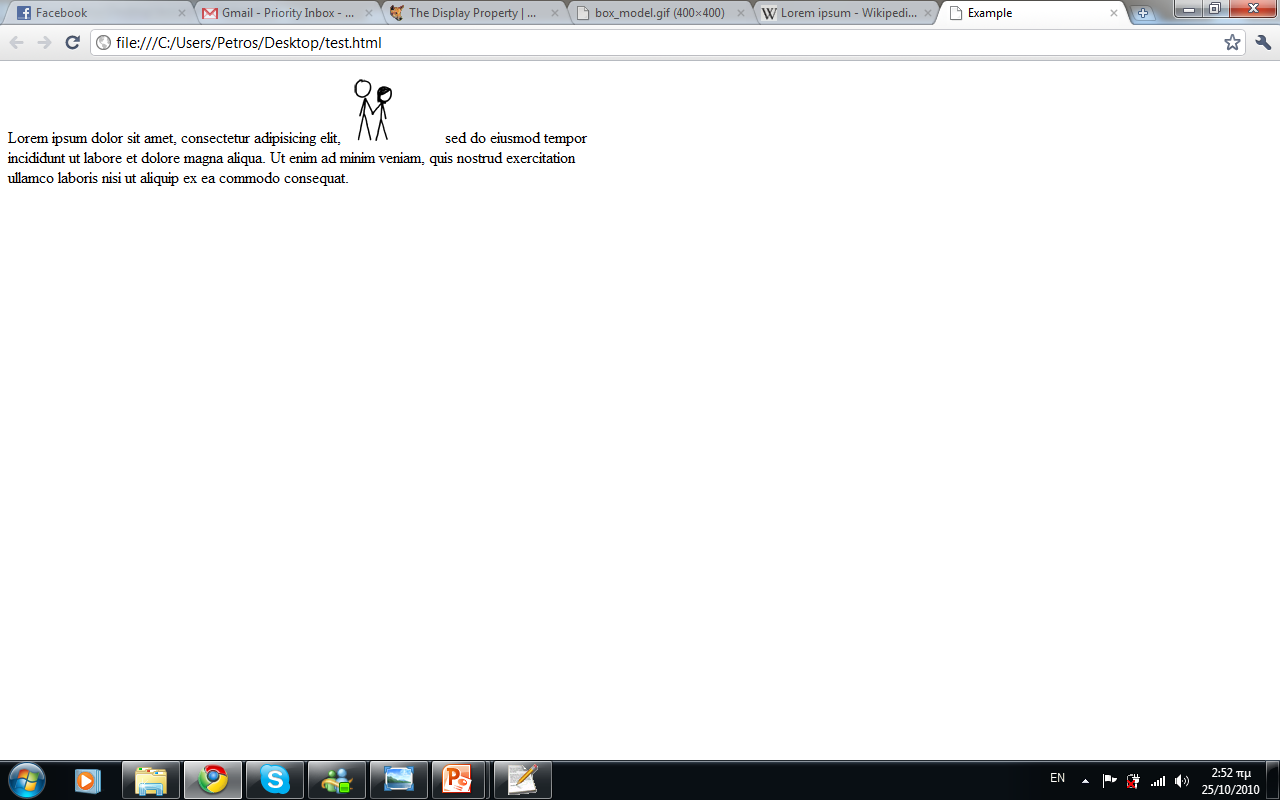 Facebook
Gmail - Priority Inbox - ...
The Display Property | ...
box_model.gif (400×400)
Lorem ipsum - Wikipedi...
Example
file:///C:/Users/Petros/Desktop/test.html
Lorem ipsum dolor sit amet, consectetur adipisicing elit, sed do eiusmod tempor
incididunt ut labore et dolore magna aliqua. Ut enim ad minim veniam, quis nostrud exercitation
ullamco laboris nisi ut aliquip ex ea commodo consequat.
EN
2:52 πμ
25/10/2010